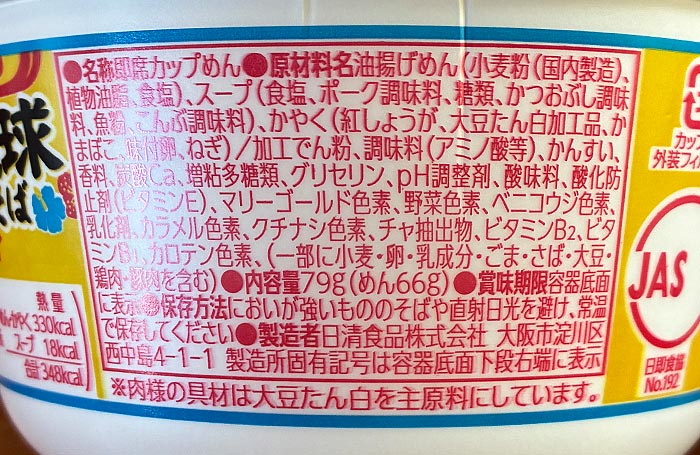 ●名称即席カップめん●原材料名油揚げめん(小麦粉(国内製造)、
植物油脂、食塩)、スープ(食塩、ポーク調味料、糖類、かつおぶし調味
料、魚粉、こんぶ調味料)、かやく(紅しょうが、大豆たん白加工品、か
まぼこ、味付卵、ねぎ)/加工でん粉、調味料(アミノ酸等)、かんすい、
香料、炭酸Ca、増粘多糖類、グリセリン、pH調整剤、酸味料、酸化防
止剤(ビタミンE)、マリーゴールド色素、野菜色素、ベニコウジ色素、
乳化剤、カラメル色素、クチナシ色素、チャ抽出物、ビタミンB2、ビタ
ミンB1、カロテン色素、(一部に小麦・卵・乳成分・ごま・さば・大豆・
鶏肉・豚肉を含む)●内容量79g(めん66g)●賞味期限容器底面
に表示●保存方法においが強いもののそばや直射日光を避け、常温
で保存してください●製造者日清食品株式会社 大阪市淀川区
西中島4-1-1 製造所固有記号は容器底面下段右端に表示
※肉様の具材は大豆たん白を主原料にしています。
球
そば
熱量
330kcal
スープ 18kcal
合計348kcal
カップ
外装フィ
JAS
日即食協
No.192